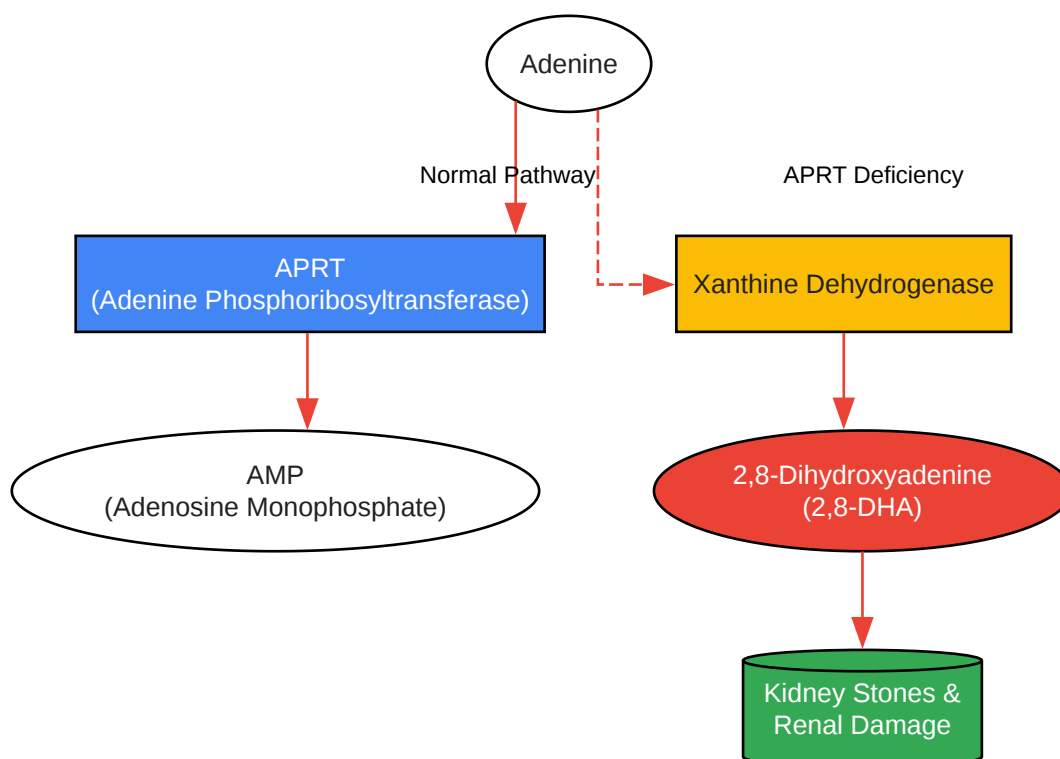 Adenine
Normal Pathway
APRT Deficiency
APRT
(Adenine Phosphoribosyltransferase)
Xanthine Dehydrogenase
AMP
(Adenosine Monophosphate)
2,8-Dihydroxyadenine
(2,8-DHA)
Kidney Stones &
Renal Damage